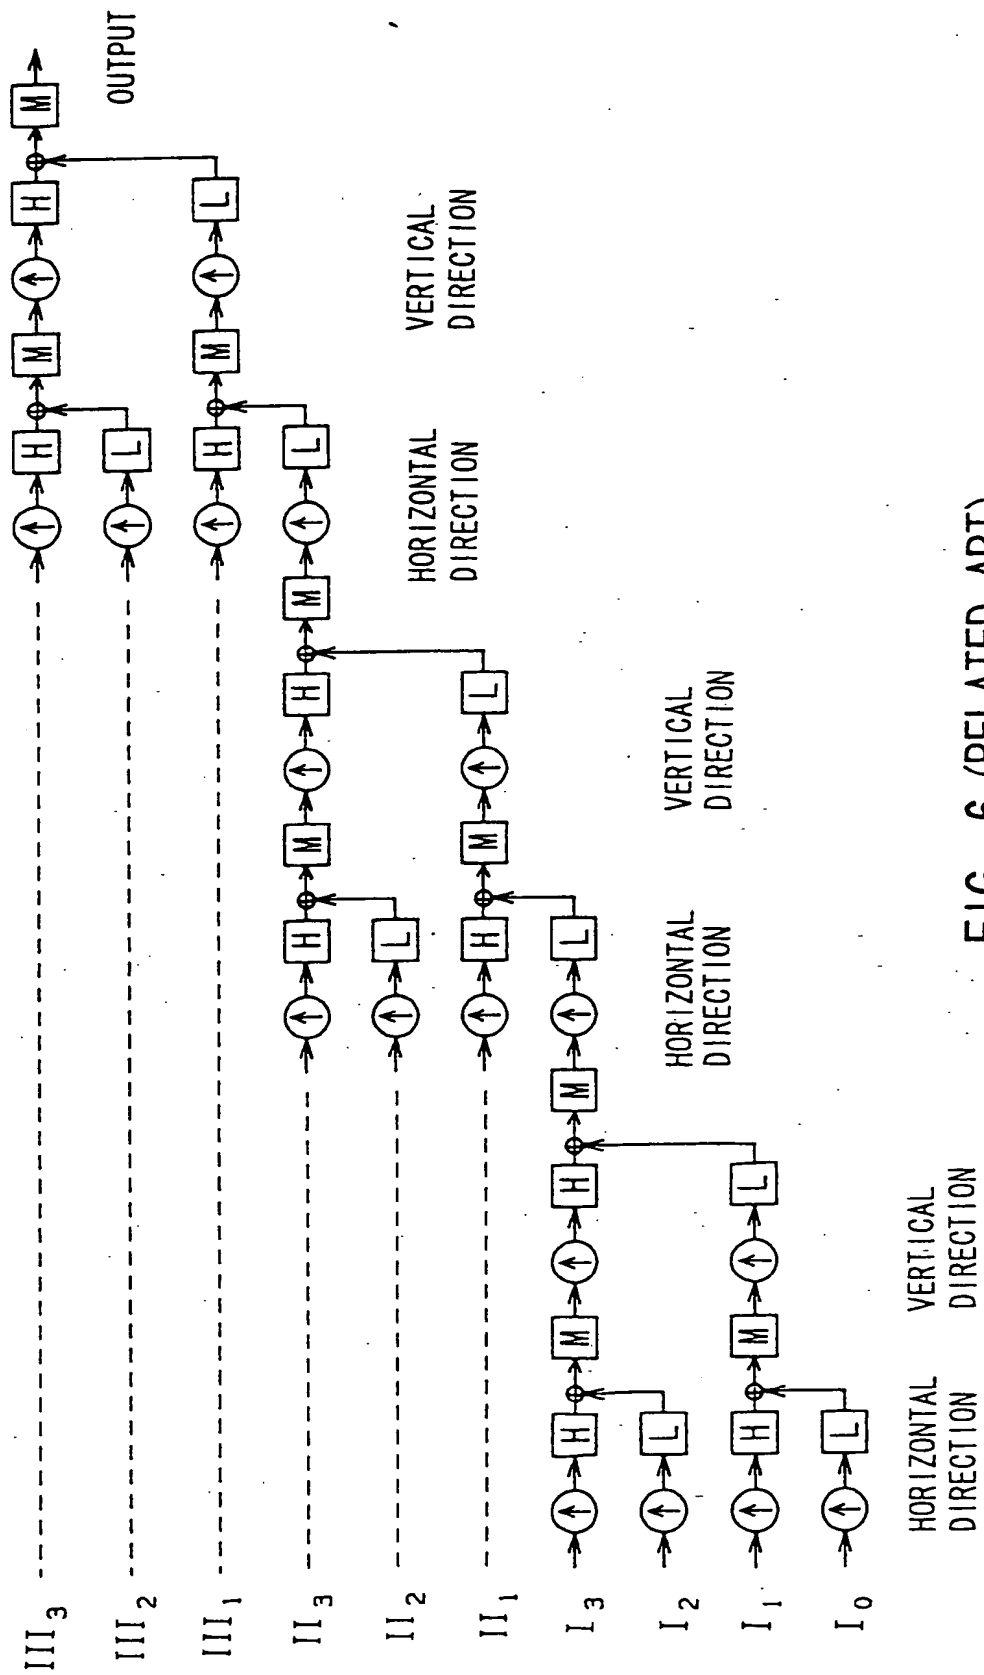 III3 H M H M
OUTPUT
III2 L
III1 H M L
HORIZONTAL DIRECTION
VERTICAL DIRECTION
II3 H M H M L
II2 L
II1 H M L
HORIZONTAL DIRECTION
VERTICAL DIRECTION
I3 H M H M L
I2 L
I1 H M L
I0 L
HORIZONTAL DIRECTION
VERTICAL DIRECTION
FIG. 6 (RELATED ART)